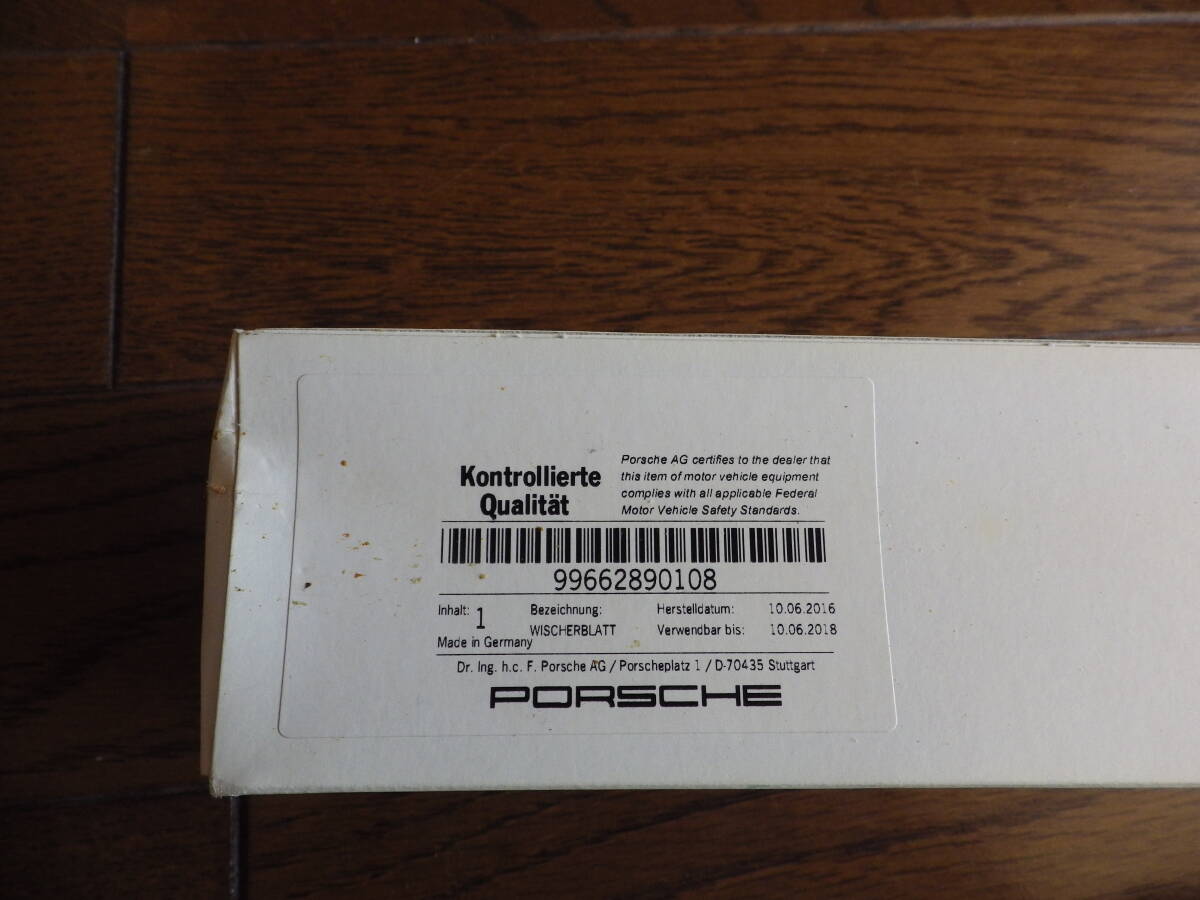 Kontrollierte
Qualität
Porsche AG certifies to the dealer that
this item of motor vehicle equipment
complies with all applicable Federal
Motor Vehicle Safety Standards.
99662890108
Inhalt: 1
Bezeichnung:
WISCHERBLATT
Herstelldatum: 10.06.2016
Verwendbar bis: 10.06.2018
Made in Germany
Dr. Ing. h.c. F. Porsche AG / Porscheplatz 1 / D-70435 Stuttgart
PORSCHE